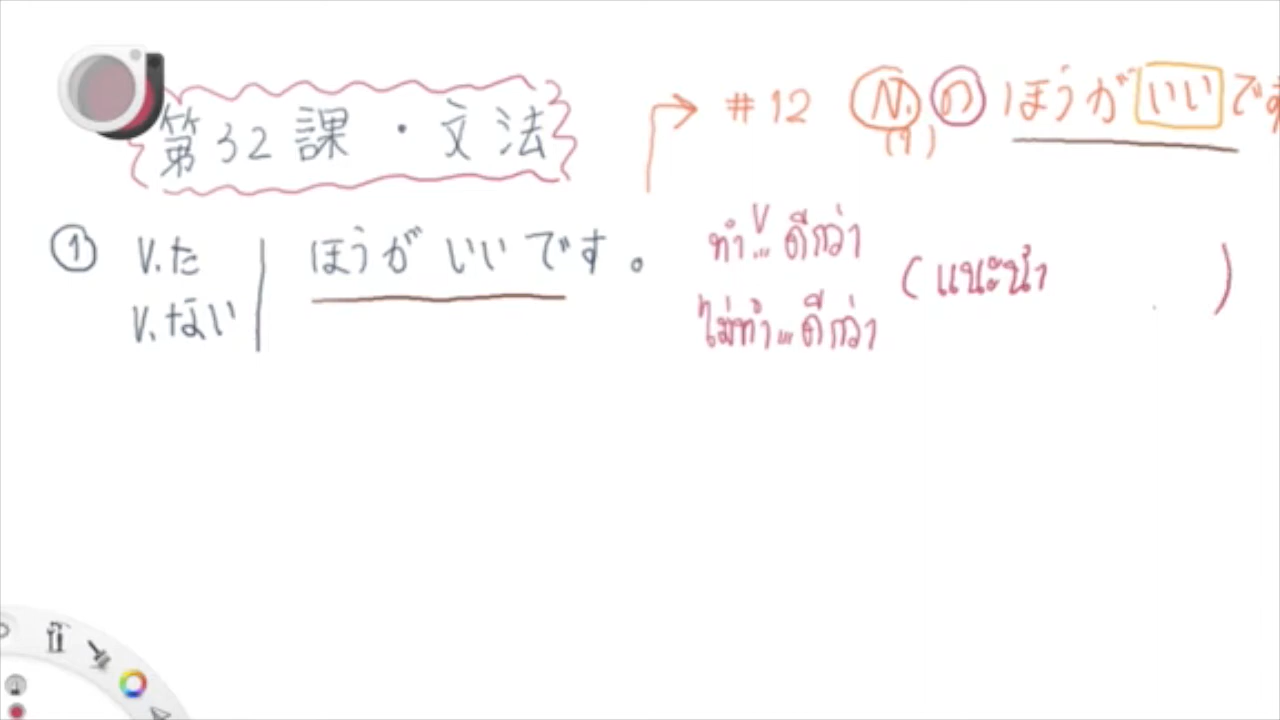 第32課・文法
#12 N.のほうがいいです
(1)
① V.た ほうがいいです。
V.ない
ทำ V... ดีกว่า
ไม่ทำ... ดีกว่า
(แนะนำ )